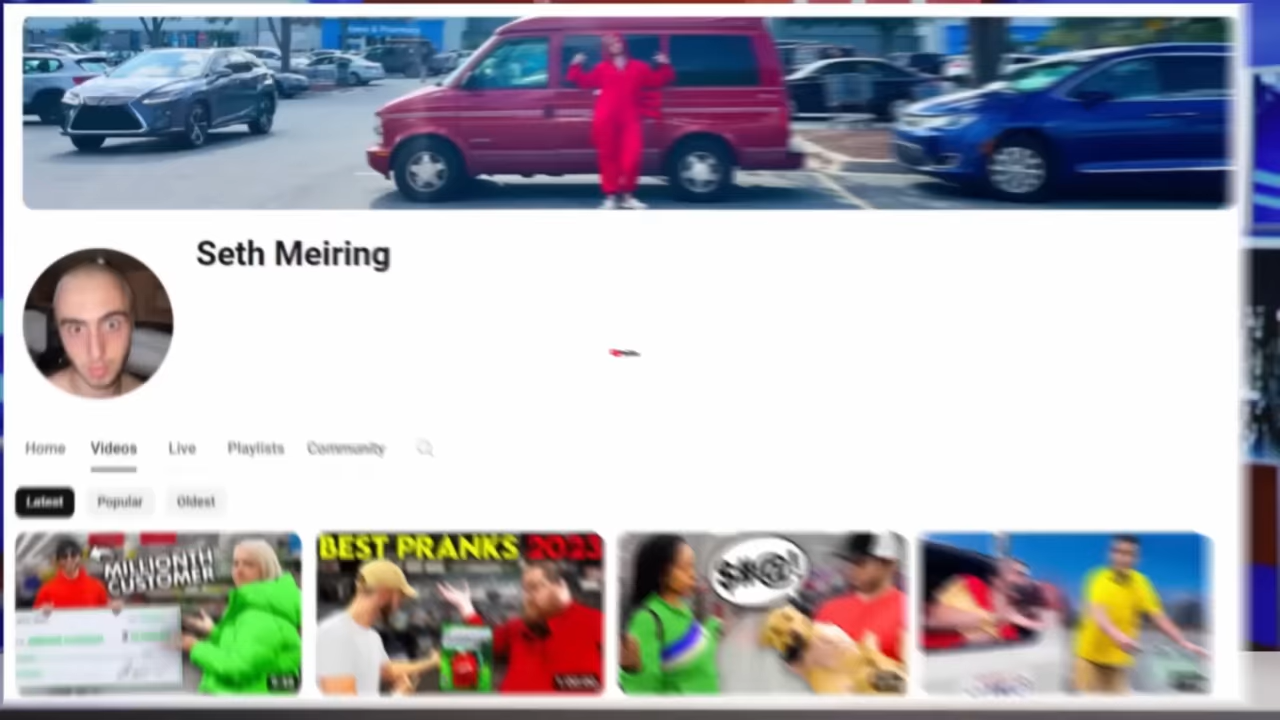 Seth Meiring
Home Videos Live Playlists Community
Latest Popular Oldest
MILLIONTH
CUSTOMER
BEST PRANKS 2023
$#@!